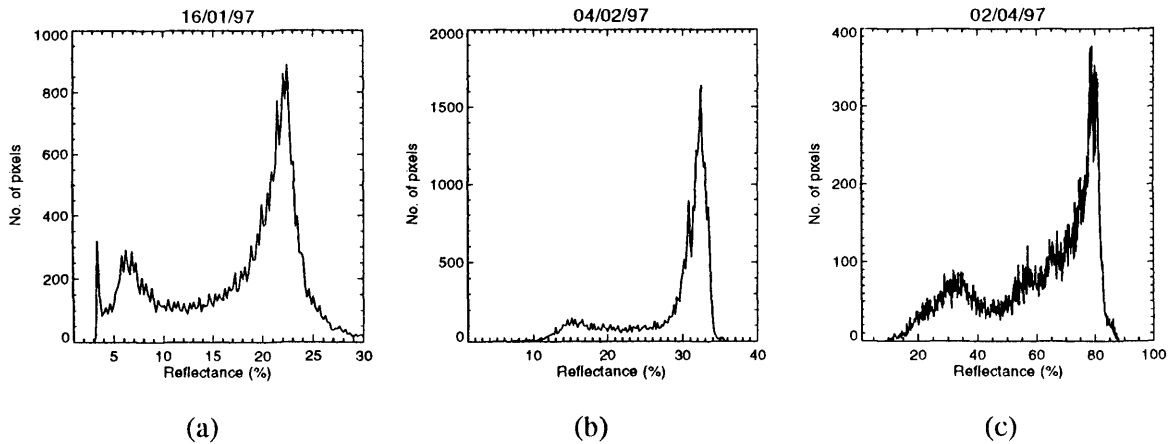 16/01/97
1000
800
600
400
200
0
No. of pixels
5 10 15 20 25 30
Reflectance (%)
(a)
04/02/97
2000
1500
1000
500
0
No. of pixels
10 20 30 40
Reflectance (%)
(b)
02/04/97
400
300
200
100
0
No. of pixels
20 40 60 80 100
Reflectance (%)
(c)